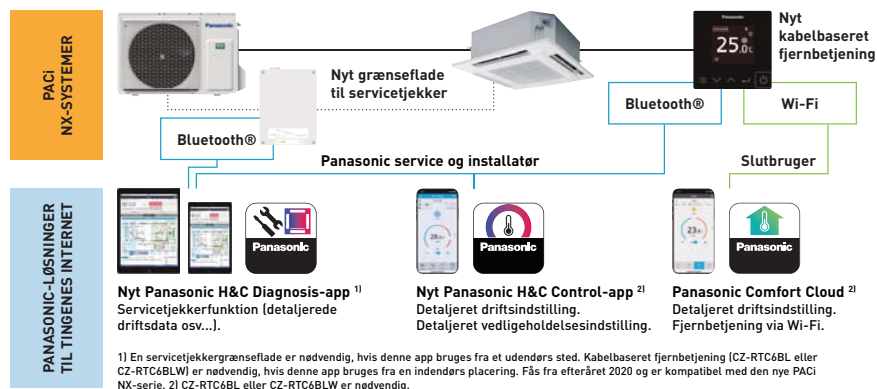 PACi
NX-SYSTEMER
Panasonic
Nyt grænseflade
til servicetjekker
Panasonic
25.0°C
Nyt
kabelbaseret
fjernbetjening
Bluetooth®
Bluetooth®
Wi-Fi
Panasonic service og installatør
Slutbruger
PANASONIC-LØSNINGER
TIL TINGENES INTERNET
Panasonic
Panasonic
Panasonic
Nyt Panasonic H&C Diagnosis-app 1)
Servicetjekkerfunktion (detaljerede
driftsdata osv...).
Nyt Panasonic H&C Control-app 2)
Detaljeret driftsindstilling.
Detaljeret vedligeholdelsesindstilling.
Panasonic Comfort Cloud 2)
Detaljeret driftsindstilling.
Fjernbetjening via Wi-Fi.
1) En servicetjekkergrænseflade er nødvendig, hvis denne app bruges fra et udendørs sted. Kabelbaseret fjernbetjening (CZ-RTC6BL eller
CZ-RTC6BLW) er nødvendig, hvis denne app bruges fra en indendørs placering. Fås fra efteråret 2020 og er kompatibel med den nye PACi
NX-serie. 2) CZ-RTC6BL eller CZ-RTC6BLW er nødvendig.